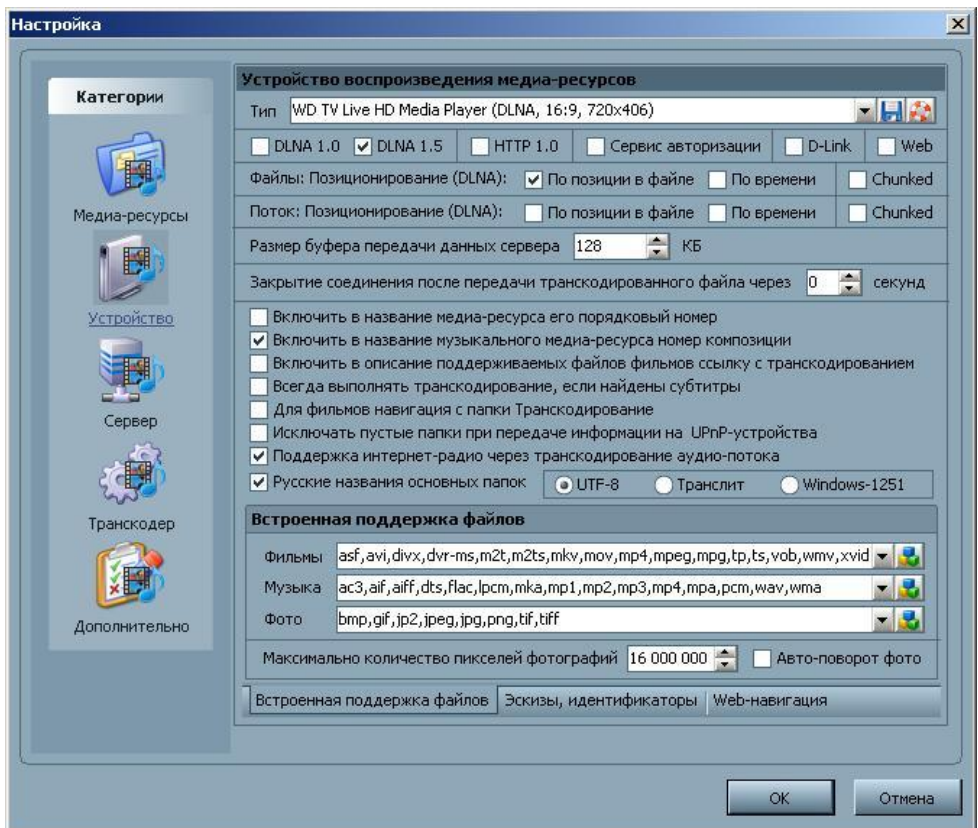 Настройка
Категории
Медиа-ресурсы
Устройство
Сервер
Транскодер
Дополнительно
Устройство воспроизведения медиа-ресурсов
Тип WD TV Live HD Media Player (DLNA, 16:9, 720x406)
DLNA 1.0 DLNA 1.5 HTTP 1.0 Сервис авторизации D-Link Web
Файлы: Позиционирование (DLNA): По позиции в файле По времени Chunked
Поток: Позиционирование (DLNA): По позиции в файле По времени Chunked
Размер буфера передачи данных сервера 128 КБ
Закрытие соединения после передачи транскодированного файла через 0 секунд
Включить в название медиа-ресурса его порядковый номер
Включить в название музыкального медиа-ресурса номер композиции
Включить в описание поддерживаемых файлов фильмов ссылку с транскодированием
Всегда выполнять транскодирование, если найдены субтитры
Для фильмов навигация с папки Транскодирование
Исключать пустые папки при передаче информации на UPnP-устройства
Поддержка интернет-радио через транскодирование аудио-потока
Русские названия основных папок UTF-8 Транслит Windows-1251
Встроенная поддержка файлов
Фильмы asf,avi,divx,dvr-ms,m2t,m2ts,mkv,mov,mp4,mpeg,mpg,tp,ts,vob,wmv,xvid
Музыка ac3,aif,aiff,dts,flac,lpcm,mka,mp1,mp2,mp3,mp4,mpa,pcm,wav,wma
Фото bmp,gif,jp2,jpeg,jpg,png,tif,tiff
Максимально количество пикселей фотографий 16 000 000 Авто-поворот фото
Встроенная поддержка файлов Эскизы, идентификаторы Web-навигация
OK Отмена